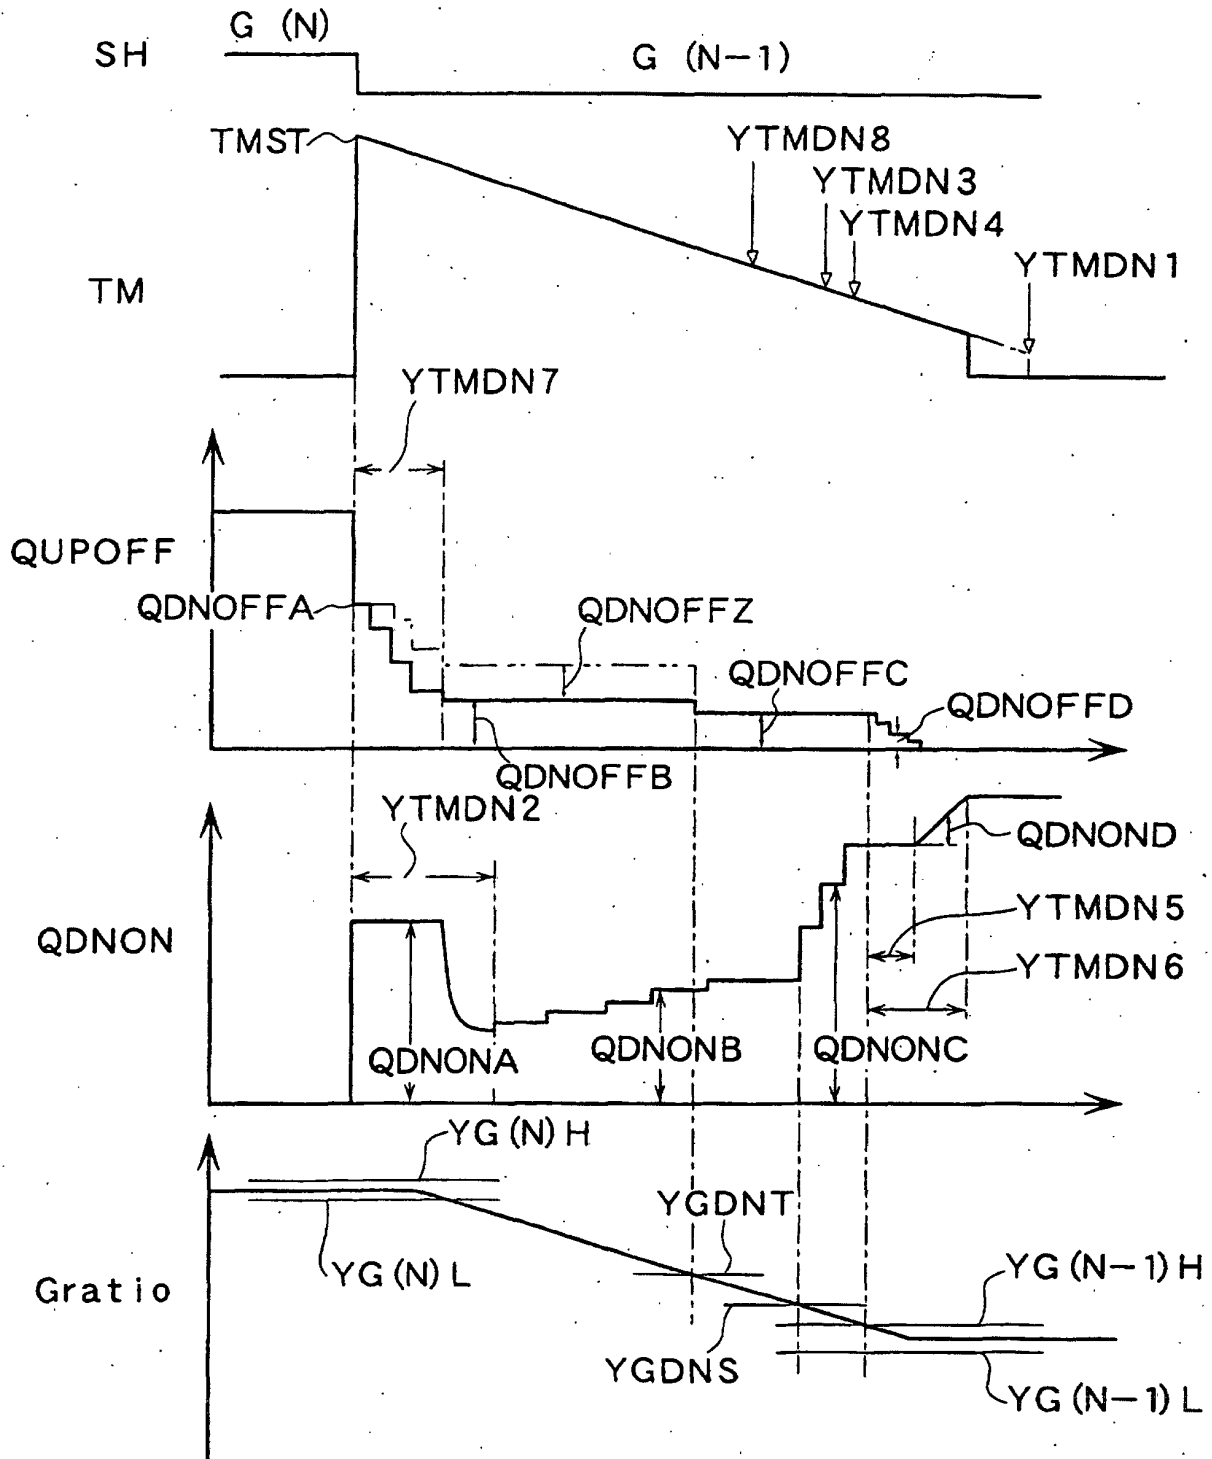 G (N)
SH
G (N−1)
TMST
YTMDN8
YTMDN3
YTMDN4
YTMDN1
TM
YTMDN7
QUPOFF
QDNOFFA
QDNOFFZ
QDNOFFC
QDNOFFD
QDNOFFB
YTMDN2
QDNOND
YTMDN5
QDNON
YTMDN6
QDNONA
QDNONB
QDNONC
YG (N) H
YGDNT
YG (N) L
YG (N−1) H
Gratio
YGDNS
YG (N−1) L